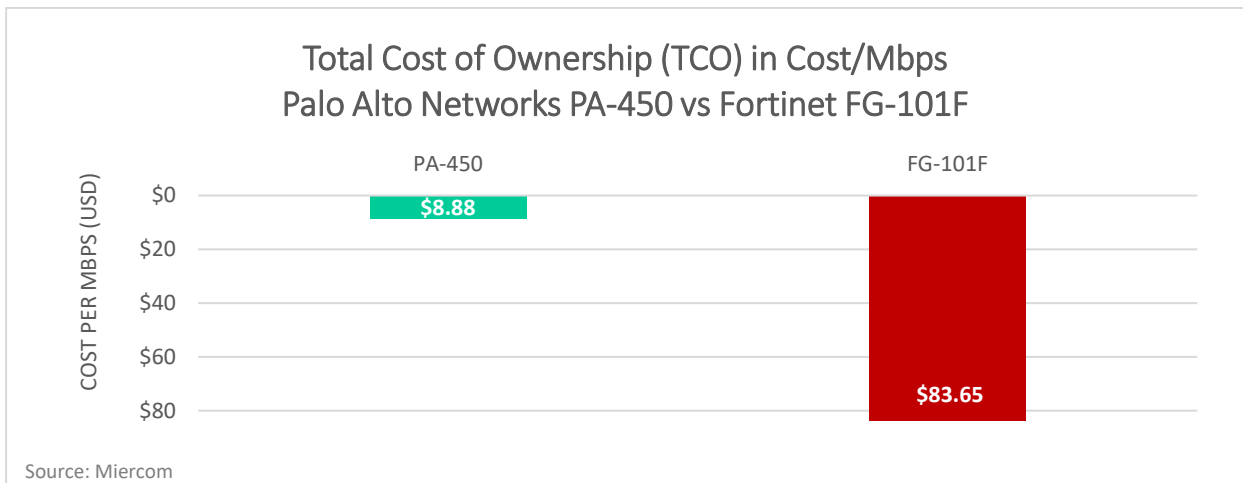 Total Cost of Ownership (TCO) in Cost/Mbps
Palo Alto Networks PA-450 vs Fortinet FG-101F
PA-450
FG-101F
COST PER MBPS (USD)
$0
$20
$40
$60
$80
$8.88
$83.65
Source: Miercom